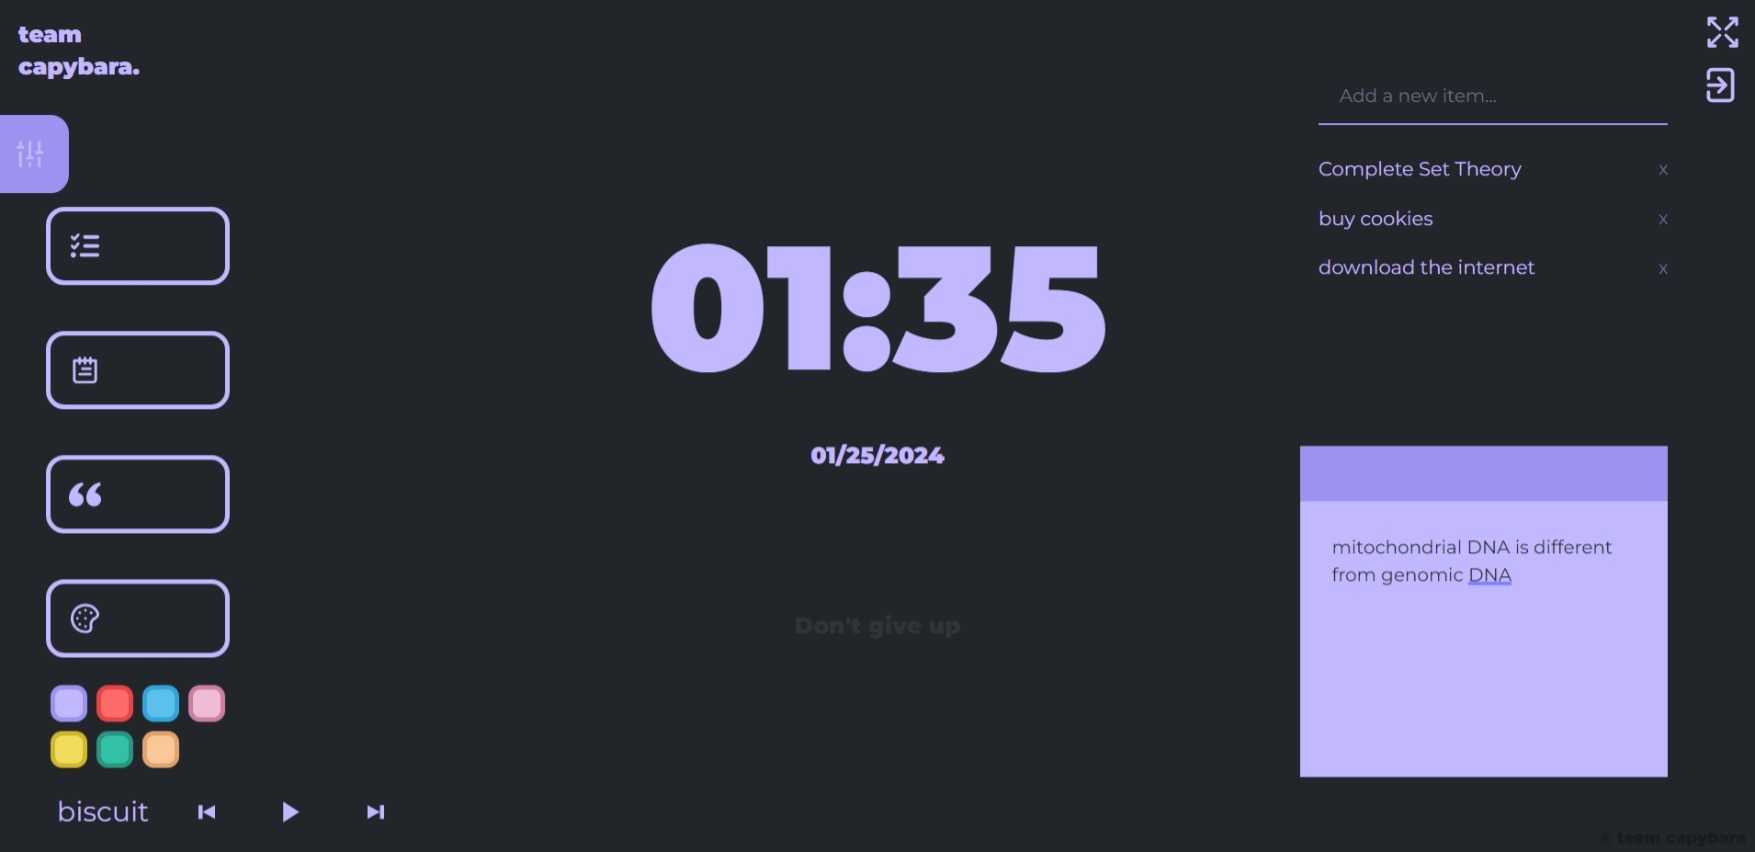 team
capybara.
Add a new item...
Complete Set Theory x
buy cookies x
download the internet x
01:35
01/25/2024
mitochondrial DNA is different
from genomic DNA
Don't give up
biscuit
© team capybara